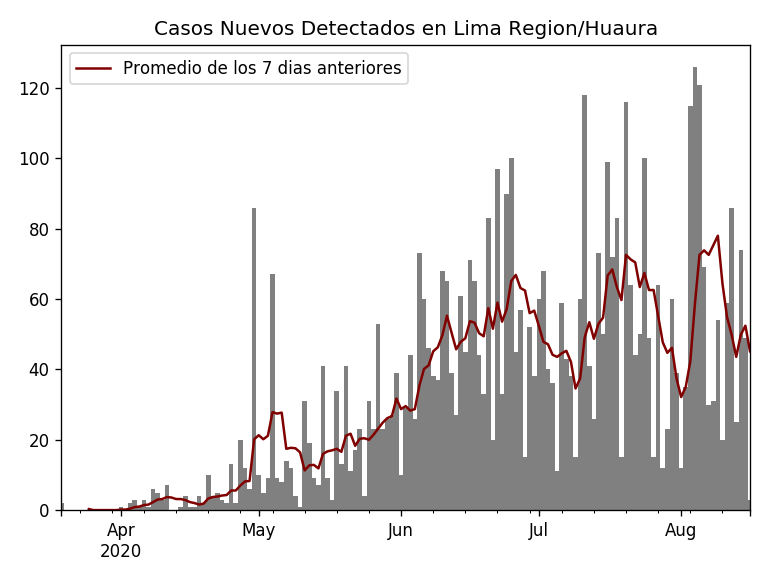 Casos Nuevos Detectados en Lima Region/Huaura
Promedio de los 7 dias anteriores
120
100
80
60
40
20
0
Apr May Jun Jul Aug
2020